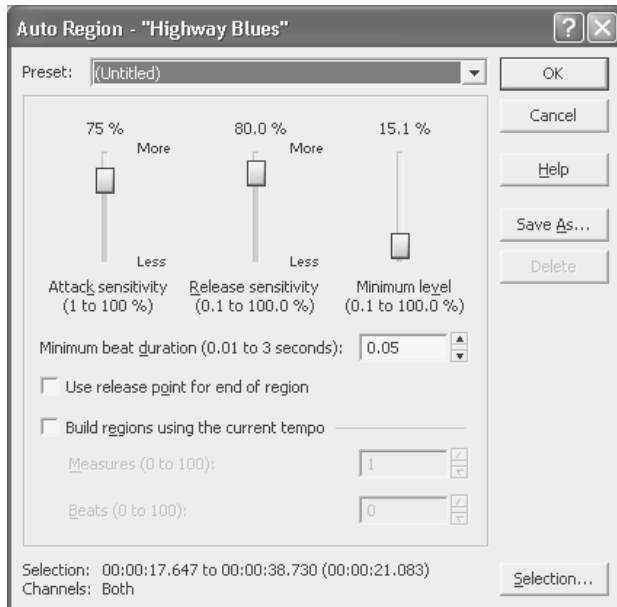 Auto Region - "Highway Blues"
Preset: (Untitled)
OK
Cancel
Help
Save As...
Delete
75 % 80.0 % 15.1 %
More More
Less Less
Attack sensitivity Release sensitivity Minimum level
(1 to 100 %) (0.1 to 100.0 %) (0.1 to 100.0 %)
Minimum beat duration (0.01 to 3 seconds): 0.05
Use release point for end of region
Build regions using the current tempo
Measures (0 to 100): 1
Beats (0 to 100): 0
Selection: 00:00:17.647 to 00:00:38.730 (00:00:21.083)
Channels: Both
Selection...